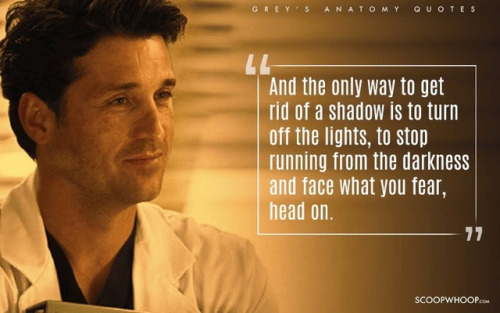 GREY'S ANATOMY QUOTES
“
And the only way to get
rid of a shadow is to turn
off the lights, to stop
running from the darkness
and face what you fear,
head on.
”
SCOOPWHOOP.COM